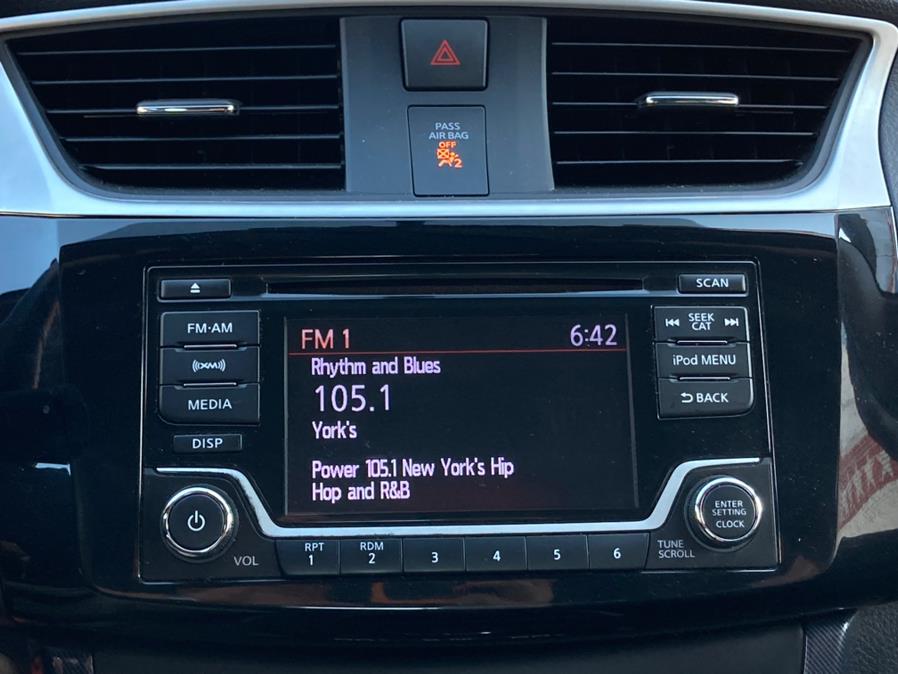 PASS
AIR BAG
OFF
2
SCAN
FM·AM
SEEK
CAT
((XM))
iPod MENU
MEDIA
BACK
DISP
FM 1 6:42
Rhythm and Blues
105.1
York's
Power 105.1 New York's Hip
Hop and R&B
ENTER
SETTING
CLOCK
VOL
RPT
1
RDM
2
3
4
5
6
TUNE
SCROLL